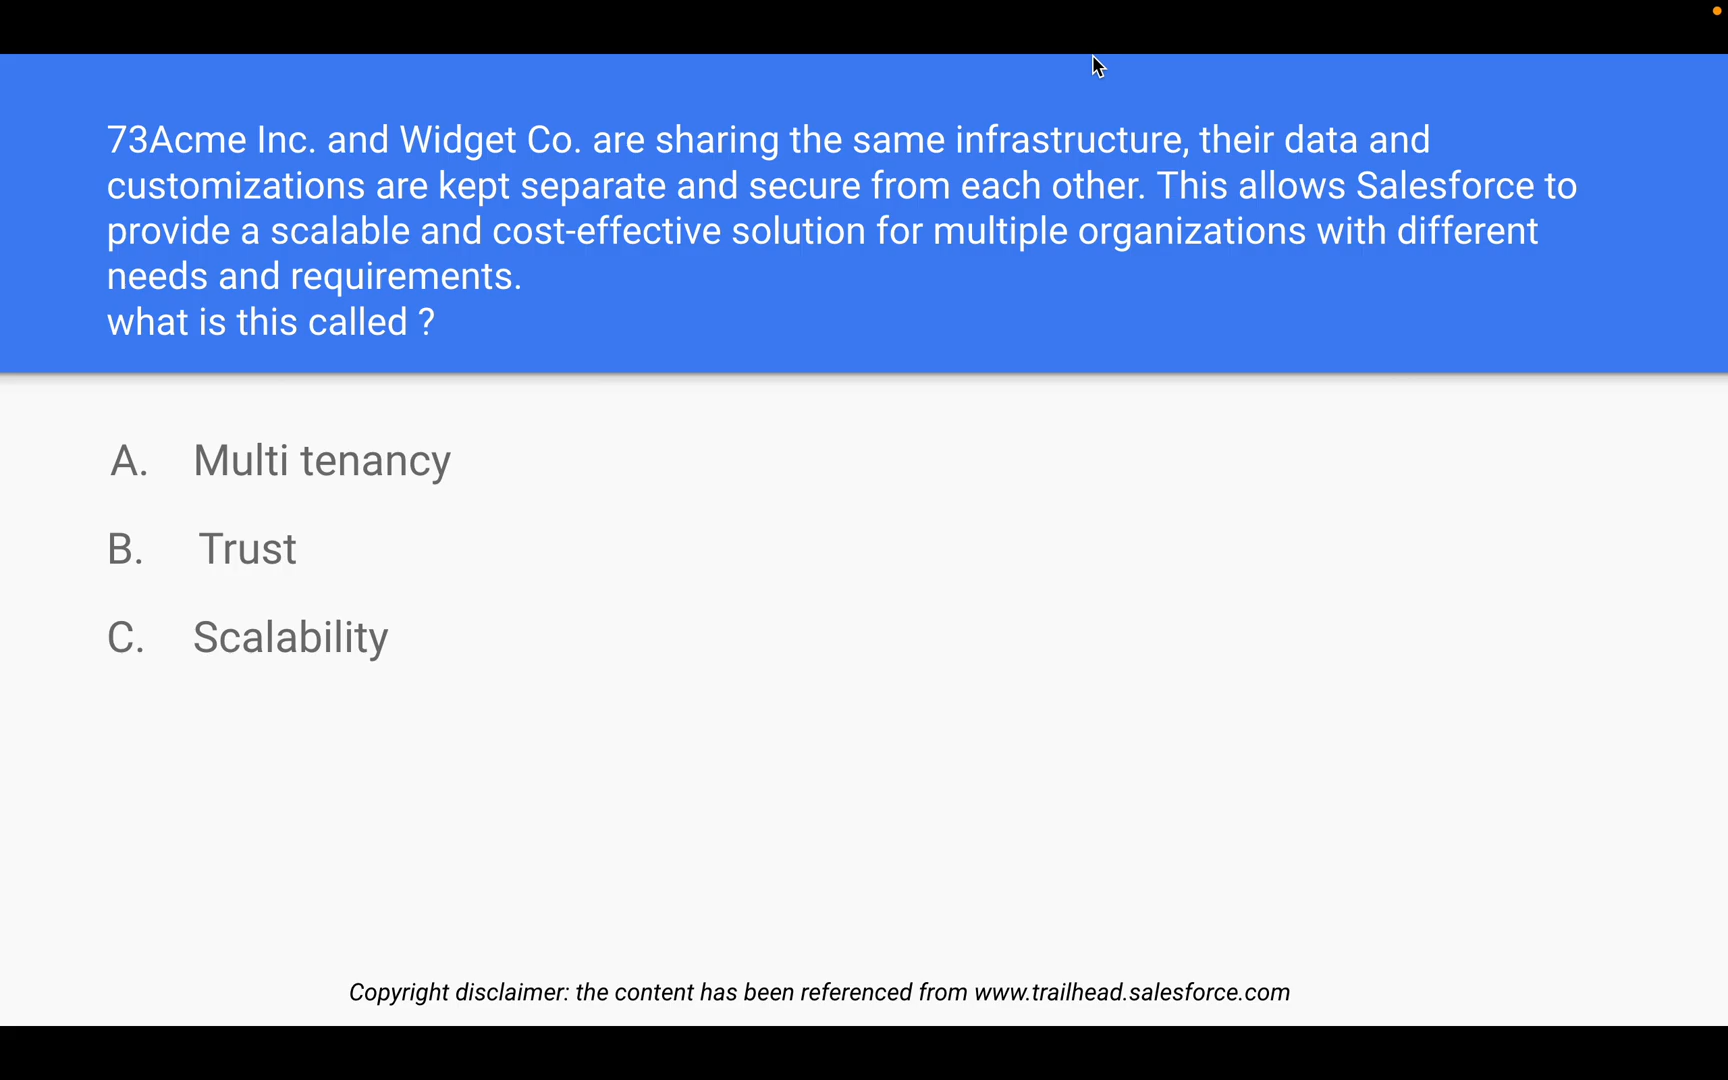 73Acme Inc. and Widget Co. are sharing the same infrastructure, their data and
customizations are kept separate and secure from each other. This allows Salesforce to
provide a scalable and cost-effective solution for multiple organizations with different
needs and requirements.
what is this called ?
A. Multi tenancy
B. Trust
C. Scalability
Copyright disclaimer: the content has been referenced from www.trailhead.salesforce.com